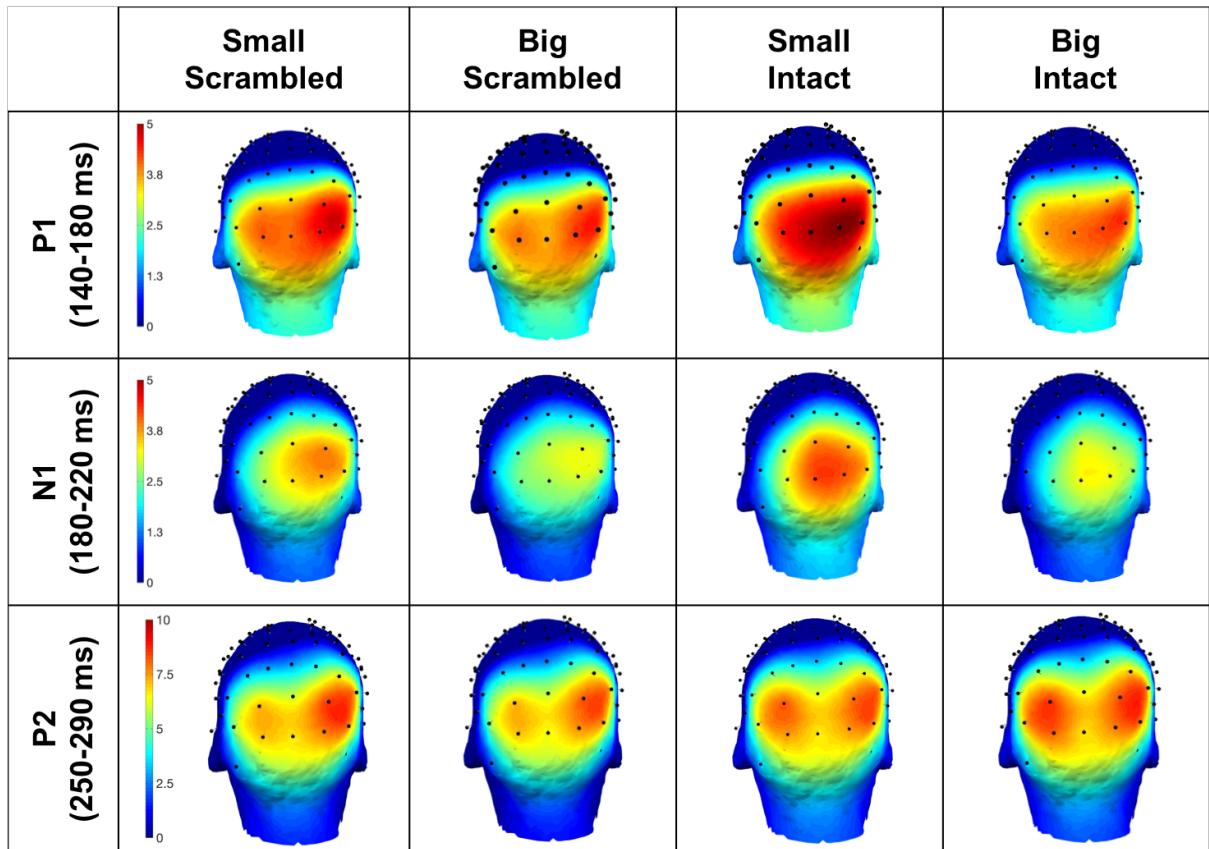 Small
Scrambled
Big
Scrambled
Small
Intact
Big
Intact
P1
(140-180 ms)
5
3.8
2.5
1.3
0
N1
(180-220 ms)
5
3.8
2.5
1.3
0
P2
(250-290 ms)
10
7.5
5
2.5
0